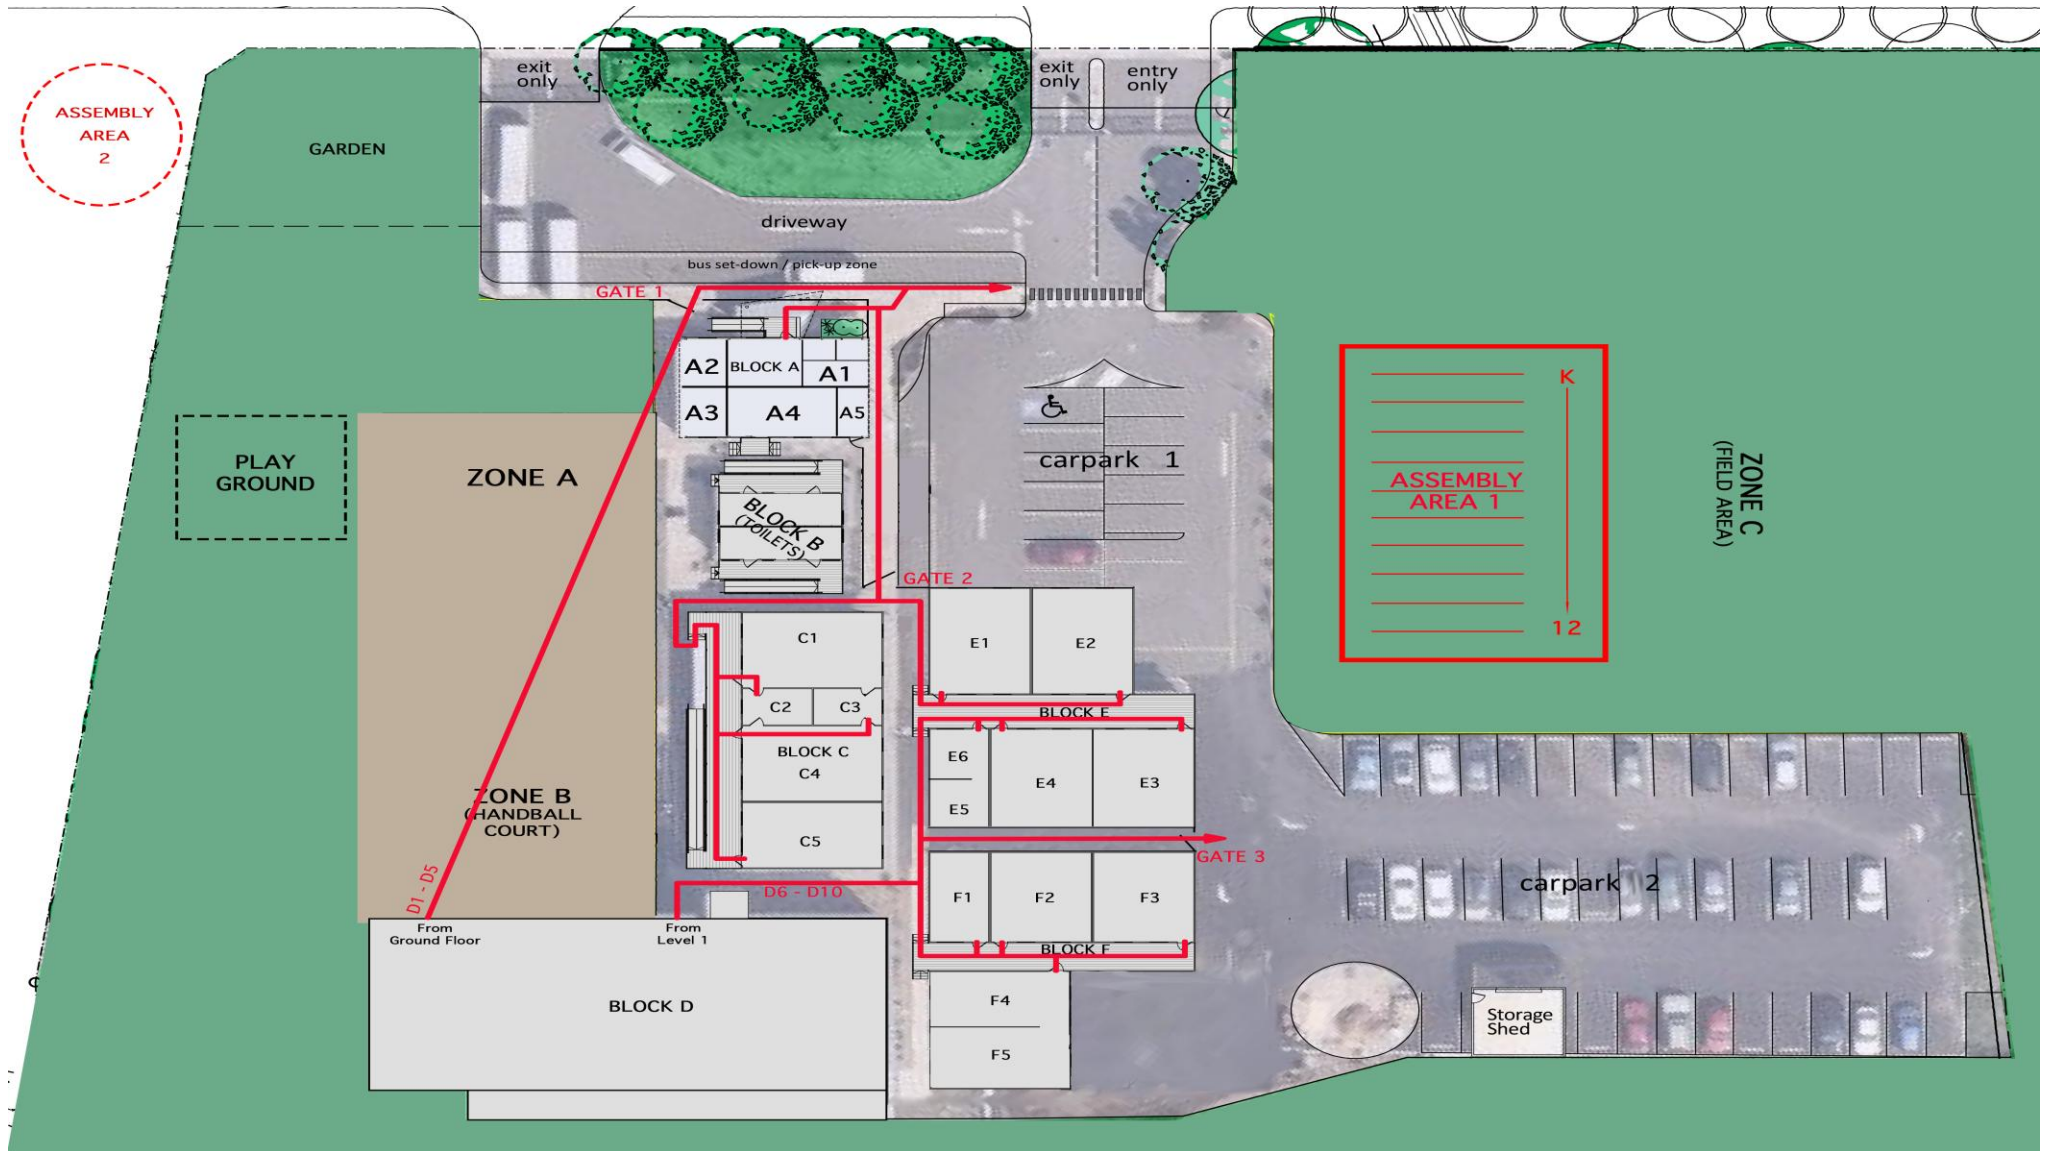 exit
only
exit
only
entry
only
ASSEMBLY
AREA
2
GARDEN
driveway
bus set-down / pick-up zone
GATE 1
A2
BLOCK A
A1
A3
A4
A5
K
carpark 1
ZONE A
PLAY
GROUND
ASSEMBLY
AREA 1
ZONE C
(FIELD AREA)
BLOCK B
(TOILETS)
GATE 2
12
C1
E1
E2
C2
C3
BLOCK E
BLOCK C
C4
E6
E5
E4
E3
ZONE B
(HANDBALL
COURT)
C5
GATE 3
D1 - D5
D6 - D10
carpark 2
F1
F2
F3
From
Ground Floor
From
Level 1
BLOCK F
BLOCK D
F4
F5
Storage
Shed